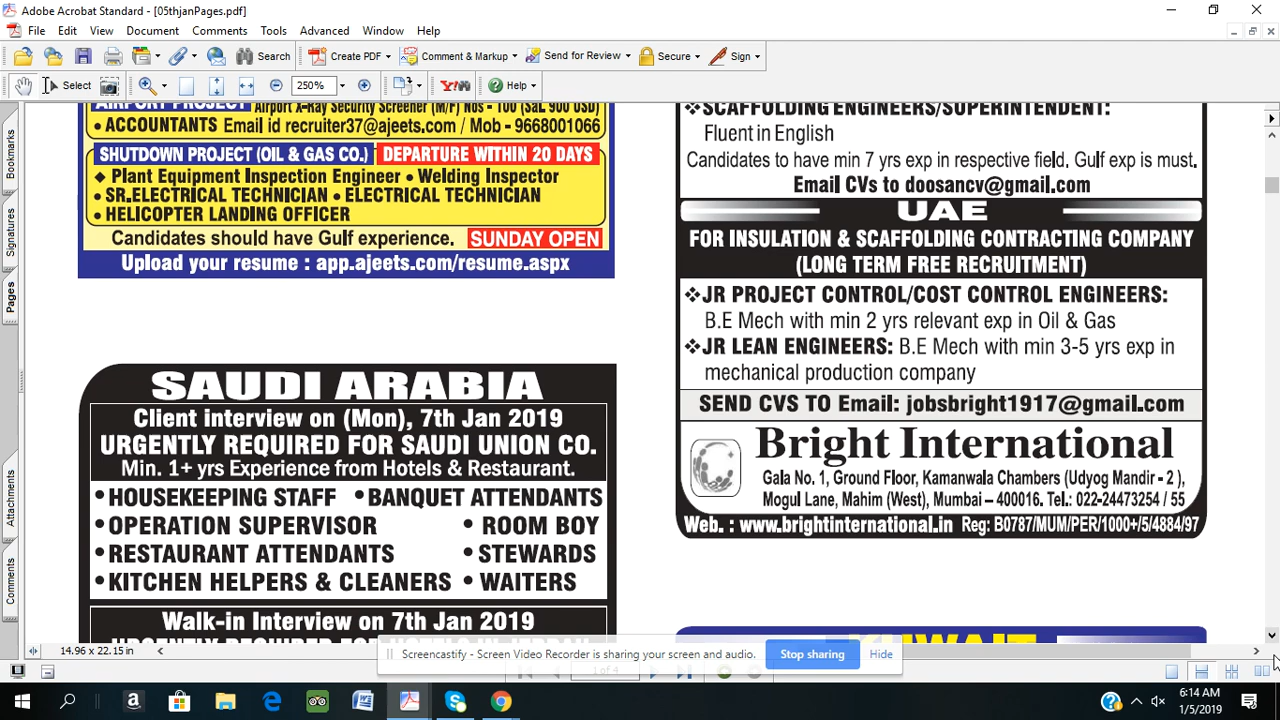 Adobe Acrobat Standard - [05thjanPages.pdf]
File Edit View Document Comments Tools Advanced Window Help
Search Create PDF Comment & Markup Send for Review Secure Sign
Select 250% Y! Help
Bookmarks
Signatures
Pages
Attachments
Comments
AIRPORT PROJECT Airport X-Ray Security Screener (M/F) Nos - 100 (Sal 900 USD)
• ACCOUNTANTS Email id recruiter37@ajeets.com / Mob - 9668001066
SHUTDOWN PROJECT (OIL & GAS CO.) DEPARTURE WITHIN 20 DAYS
◆ Plant Equipment Inspection Engineer • Welding Inspector
• SR.ELECTRICAL TECHNICIAN • ELECTRICAL TECHNICIAN
• HELICOPTER LANDING OFFICER
Candidates should have Gulf experience. SUNDAY OPEN
Upload your resume : app.ajeets.com/resume.aspx
SAUDI ARABIA
Client interview on (Mon), 7th Jan 2019
URGENTLY REQUIRED FOR SAUDI UNION CO.
Min. 1+ yrs Experience from Hotels & Restaurant.
• HOUSEKEEPING STAFF • BANQUET ATTENDANTS
• OPERATION SUPERVISOR • ROOM BOY
• RESTAURANT ATTENDANTS • STEWARDS
• KITCHEN HELPERS & CLEANERS • WAITERS
Walk-in Interview on 7th Jan 2019
❖SCAFFOLDING ENGINEERS/SUPERINTENDENT:
Fluent in English
Candidates to have min 7 yrs exp in respective field. Gulf exp is must.
Email CVs to doosancv@gmail.com
UAE
FOR INSULATION & SCAFFOLDING CONTRACTING COMPANY
(LONG TERM FREE RECRUITMENT)
❖JR PROJECT CONTROL/COST CONTROL ENGINEERS:
B.E Mech with min 2 yrs relevant exp in Oil & Gas
❖JR LEAN ENGINEERS: B.E Mech with min 3-5 yrs exp in
mechanical production company
SEND CVS TO Email: jobsbright1917@gmail.com
Bright International
Gala No. 1, Ground Floor, Kamanwala Chambers (Udyog Mandir - 2 ),
Mogul Lane, Mahim (West), Mumbai – 400016. Tel.: 022-24473254 / 55
Web. : www.brightinternational.in Reg: B0787/MUM/PER/1000+/5/4884/97
KUWAIT
14.96 x 22.15 in
Screencastify - Screen Video Recorder is sharing your screen and audio. Stop sharing Hide
1 of 4
6:14 AM
1/5/2019